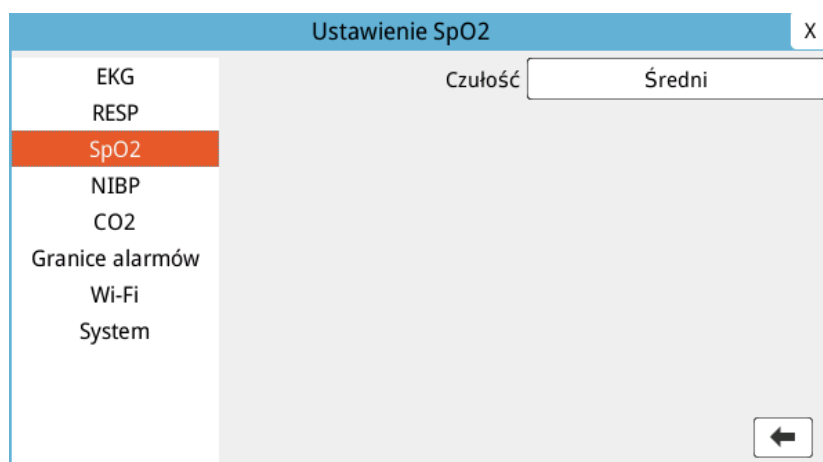 Ustawienie SpO2
X
EKG
RESP
SpO2
NIBP
CO2
Granice alarmów
Wi-Fi
System
Czułość
Średni